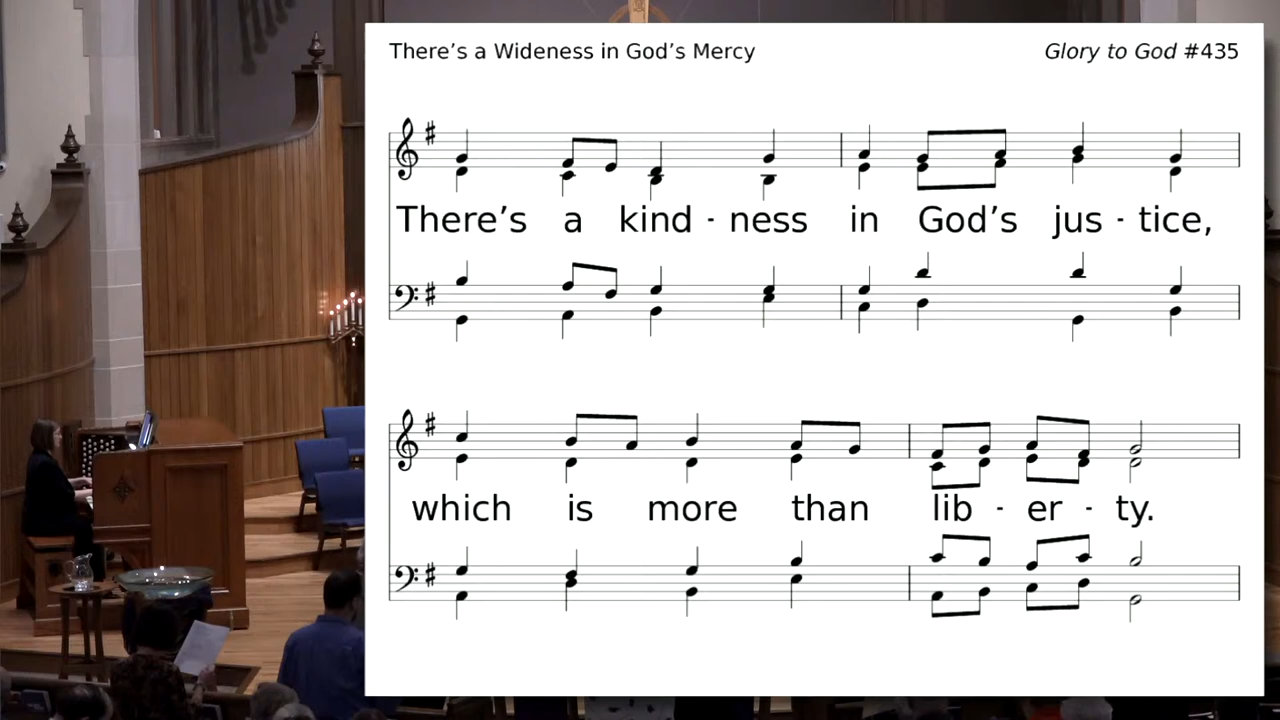 There’s a Wideness in God’s Mercy
Glory to God #435
There’s a kind - ness in God’s jus - tice,
which is more than lib - er - ty.